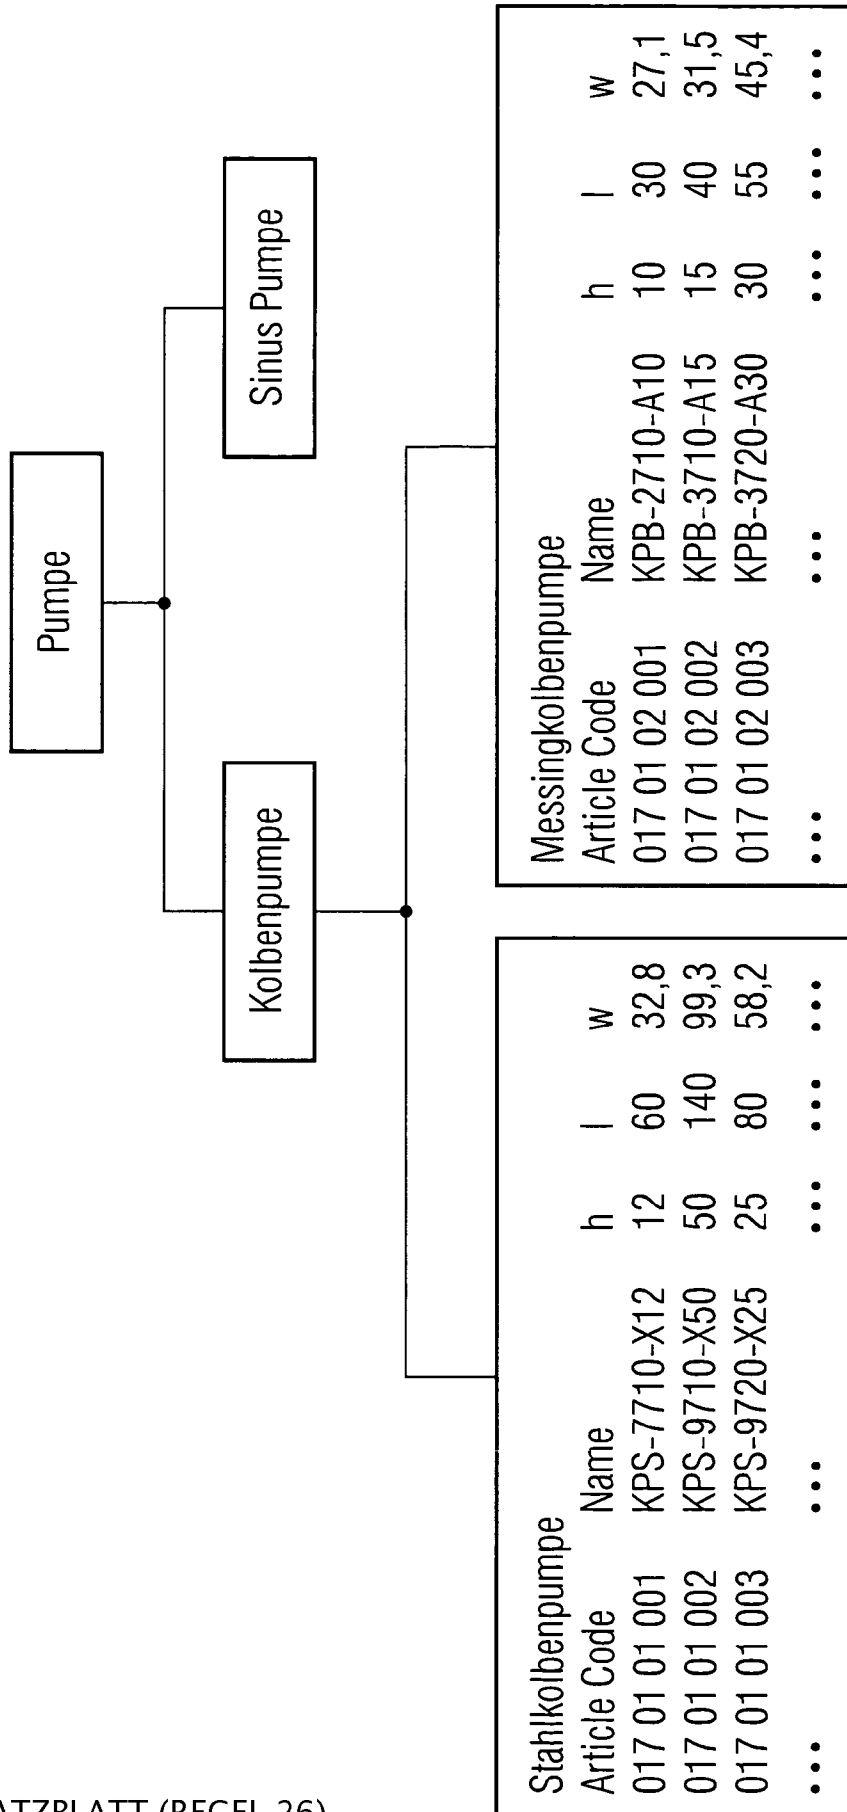 Pumpe
Kolbenpumpe
Sinus Pumpe
Stahlkolbenpumpe
Article Code Name h l w
017 01 01 001 KPS-7710-X12 12 60 32,8
017 01 01 002 KPS-9710-X50 50 140 99,3
017 01 01 003 KPS-9720-X25 25 80 58,2
... ... ... ... ...
Messingkolbenpumpe
Article Code Name h l w
017 01 02 001 KPB-2710-A10 10 30 27,1
017 01 02 002 KPB-3710-A15 15 40 31,5
017 01 02 003 KPB-3720-A30 30 55 45,4
... ... ... ... ...
(REGEL 26)